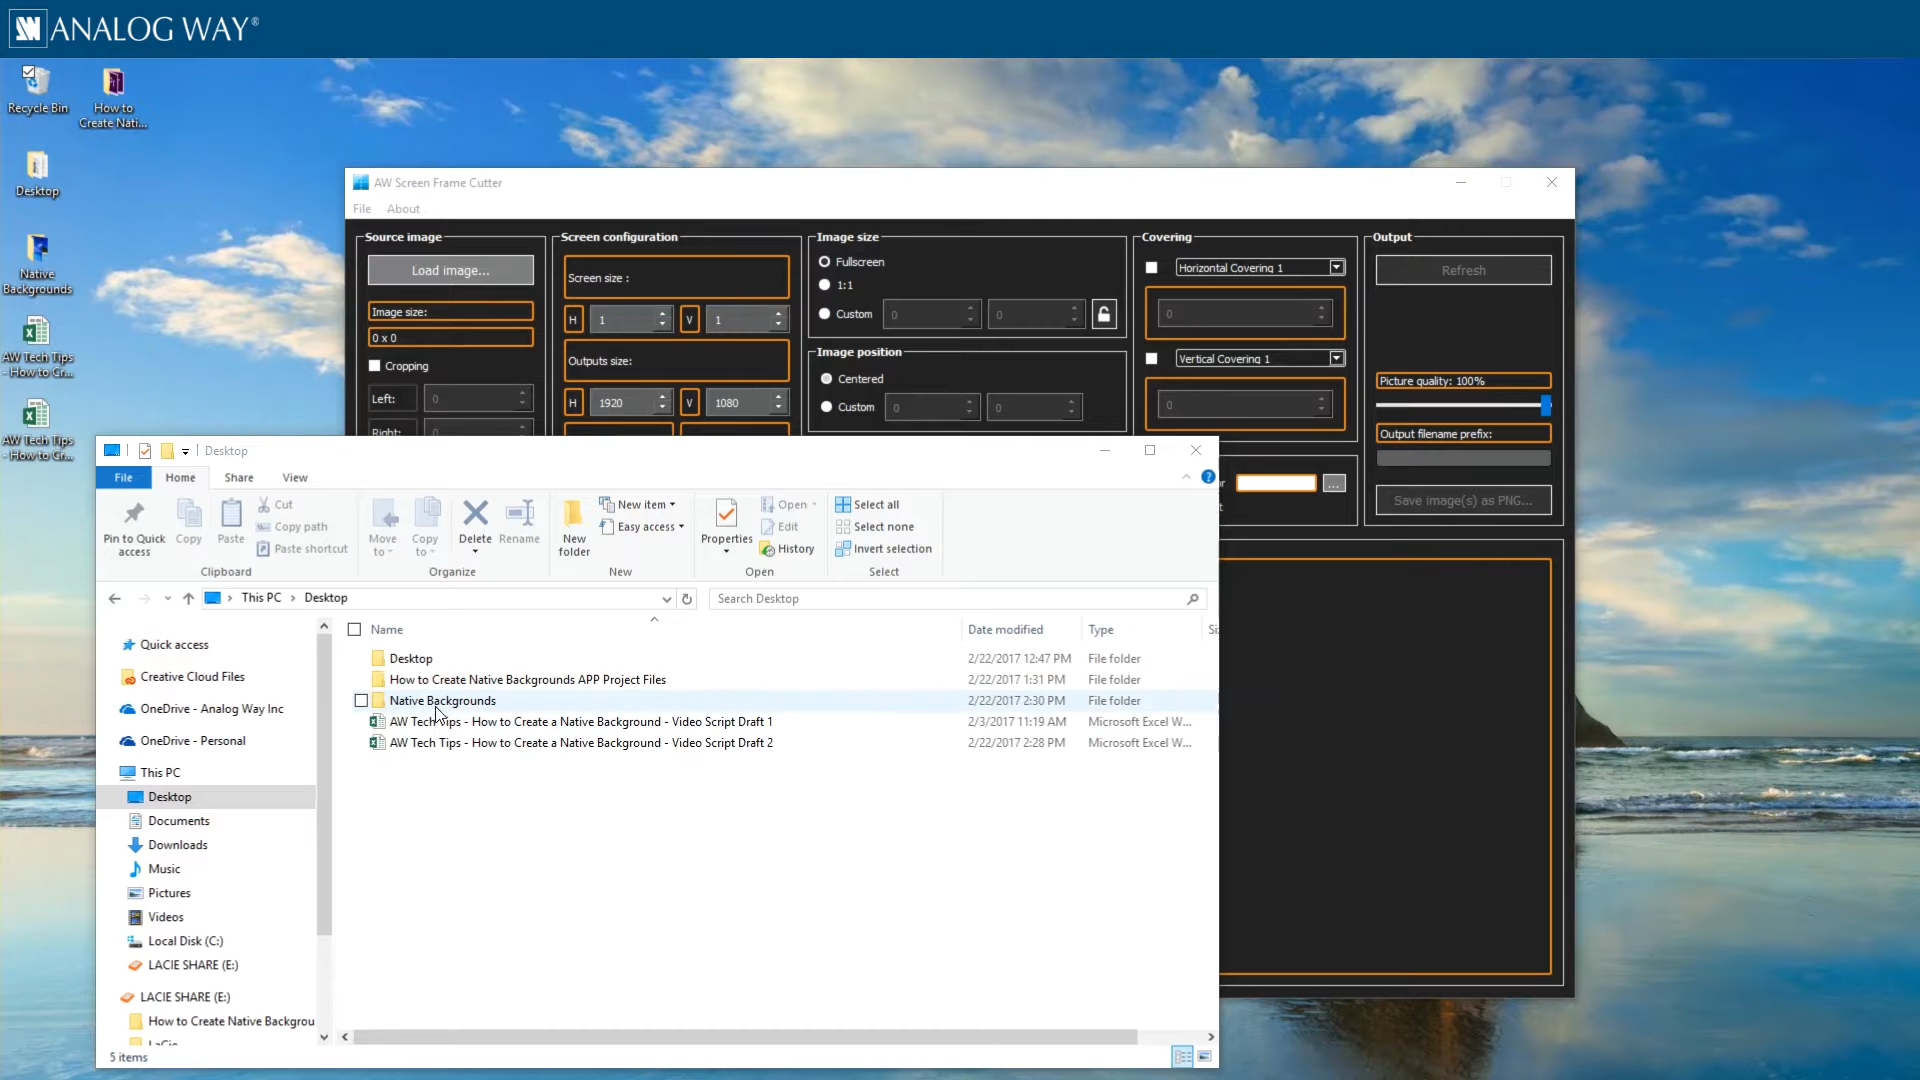 ANALOG WAY®
Recycle Bin
How to
Create Nati...
Desktop
Native
Backgrounds
AW Tech Tips
- How to Cr...
AW Tech Tips
- How to Cr...
AW Screen Frame Cutter
File About
Source image
Load image...
Image size:
0 x 0
Cropping
Left: 0
Right: 0
Screen configuration
Screen size :
H 1 V 1
Outputs size:
H 1920 V 1080
Image size
Fullscreen
1:1
Custom 0 0
Image position
Centered
Custom 0 0
Covering
Horizontal Covering 1
0
Vertical Covering 1
0
...
Output
Refresh
Picture quality: 100%
Output filename prefix:
Save image(s) as PNG...
Desktop
File Home Share View
Pin to Quick
access
Copy
Paste
Cut
Copy path
Paste shortcut
Clipboard
Move
to
Copy
to
Delete
Rename
Organize
New
folder
New item
Easy access
New
Properties
Open
Edit
History
Open
Select all
Select none
Invert selection
Select
This PC > Desktop
Search Desktop
Quick access
Creative Cloud Files
OneDrive - Analog Way Inc
OneDrive - Personal
This PC
Desktop
Documents
Downloads
Music
Pictures
Videos
Local Disk (C:)
LACIE SHARE (E:)
LACIE SHARE (E:)
How to Create Native Backgrou
Name Date modified Type
Desktop 2/22/2017 12:47 PM File folder
How to Create Native Backgrounds APP Project Files 2/22/2017 1:31 PM File folder
Native Backgrounds 2/22/2017 2:30 PM File folder
AW Tech Tips - How to Create a Native Background - Video Script Draft 1 2/3/2017 11:19 AM Microsoft Excel W...
AW Tech Tips - How to Create a Native Background - Video Script Draft 2 2/22/2017 2:28 PM Microsoft Excel W...
5 items